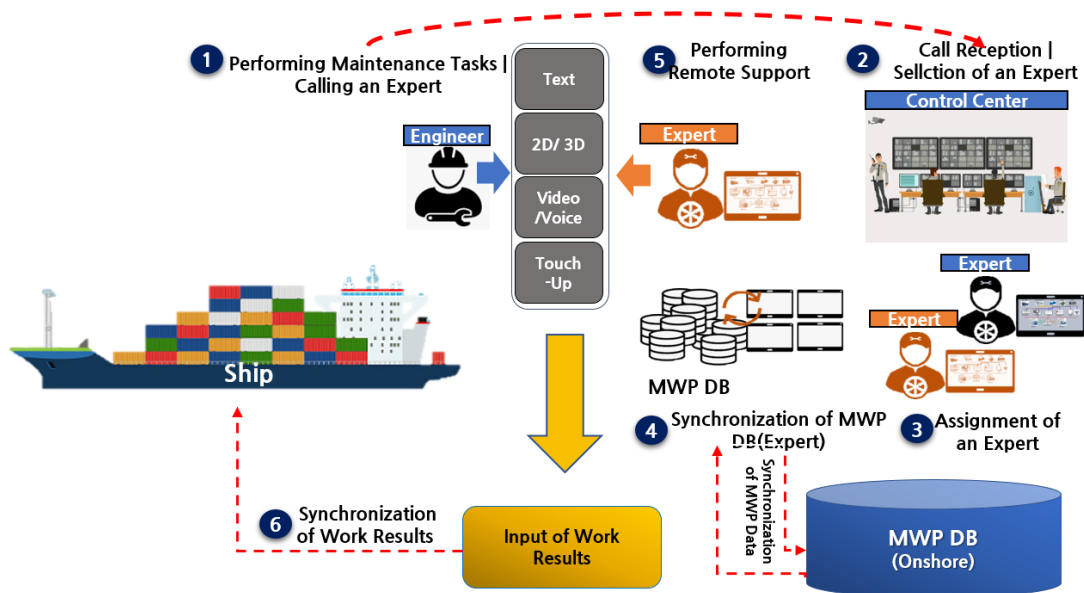 1
Performing Maintenance Tasks |
Calling an Expert
Engineer
Text
2D/ 3D
Video
/Voice
Touch
-Up
5
Performing
Remote Support
Expert
2
Call Reception |
Sellction of an Expert
Control Center
Expert
Expert
3
Assignment of
an Expert
MWP DB
4
Synchronization of MWP
DB(Expert)
Synchronization
of MWP Data
MWP DB
(Onshore)
Ship
6
Synchronization
of Work Results
Input of Work
Results